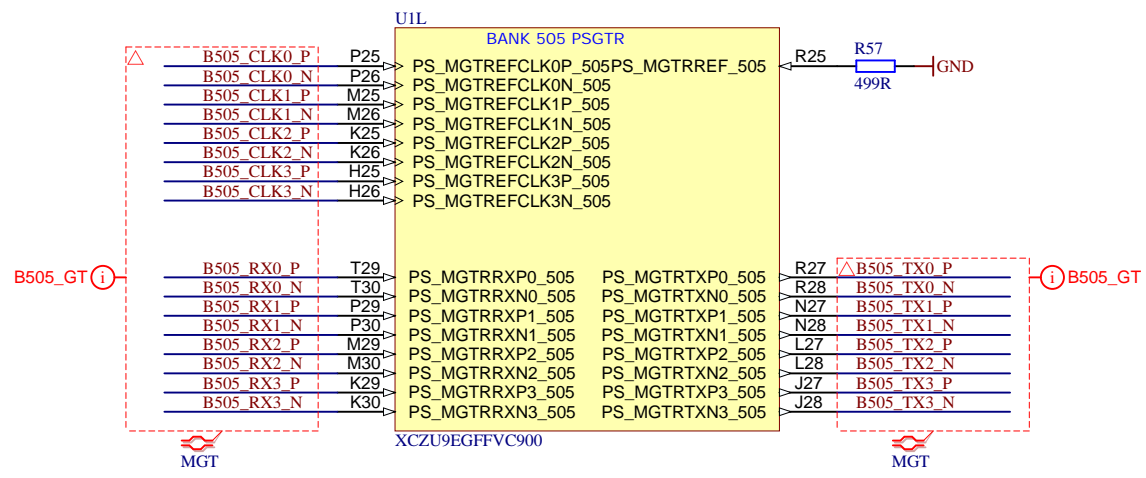 U1L
BANK 505 PSGTR
B505_CLK0_P P25 PS_MGTREFCLK0P_505 PS_MGTRREF_505 R25 R57 499R GND
B505_CLK0_N P26 PS_MGTREFCLK0N_505
B505_CLK1_P M25 PS_MGTREFCLK1P_505
B505_CLK1_N M26 PS_MGTREFCLK1N_505
B505_CLK2_P K25 PS_MGTREFCLK2P_505
B505_CLK2_N K26 PS_MGTREFCLK2N_505
B505_CLK3_P H25 PS_MGTREFCLK3P_505
B505_CLK3_N H26 PS_MGTREFCLK3N_505
B505_GT i
B505_RX0_P T29 PS_MGTRRXP0_505 PS_MGTRTXP0_505 R27 B505_TX0_P
B505_RX0_N T30 PS_MGTRRXN0_505 PS_MGTRTXN0_505 R28 B505_TX0_N
B505_RX1_P P29 PS_MGTRRXP1_505 PS_MGTRTXP1_505 N27 B505_TX1_P
B505_RX1_N P30 PS_MGTRRXN1_505 PS_MGTRTXN1_505 N28 B505_TX1_N
B505_RX2_P M29 PS_MGTRRXP2_505 PS_MGTRTXP2_505 L27 B505_TX2_P
B505_RX2_N M30 PS_MGTRRXN2_505 PS_MGTRTXN2_505 L28 B505_TX2_N
B505_RX3_P K29 PS_MGTRRXP3_505 PS_MGTRTXP3_505 J27 B505_TX3_P
B505_RX3_N K30 PS_MGTRRXN3_505 PS_MGTRTXN3_505 J28 B505_TX3_N
i B505_GT
XCZU9EGFFVC900
MGT
MGT